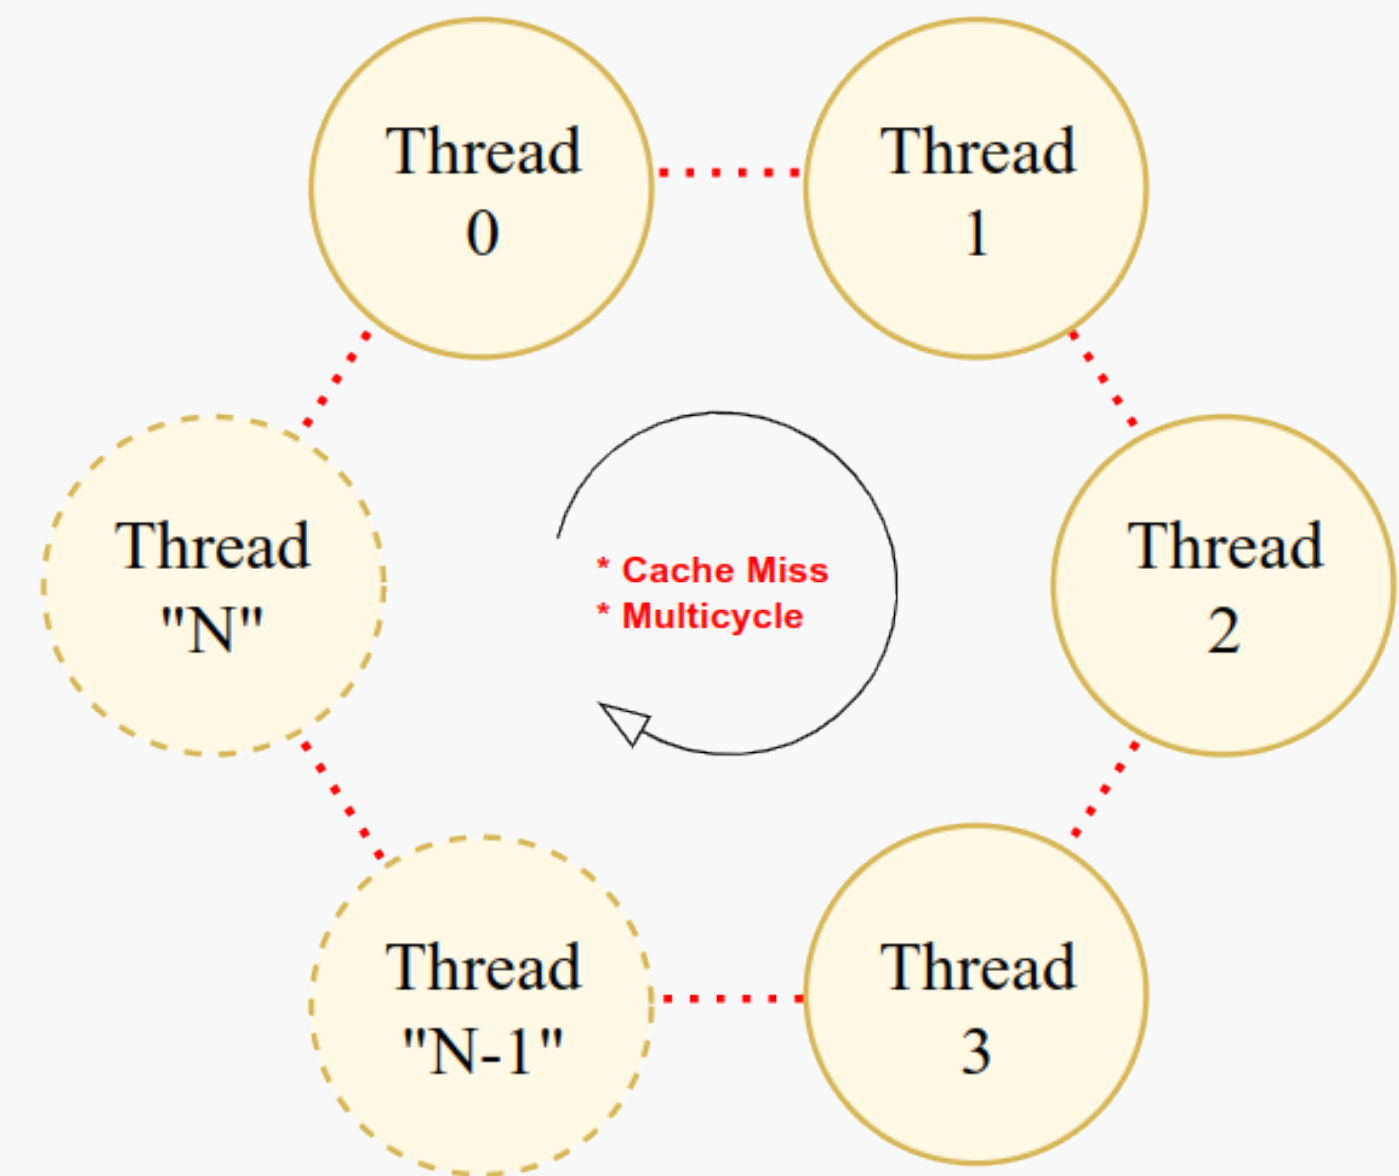 Thread
0
Thread
1
Thread
"N"
* Cache Miss
* Multicycle
Thread
2
Thread
"N-1"
Thread
3